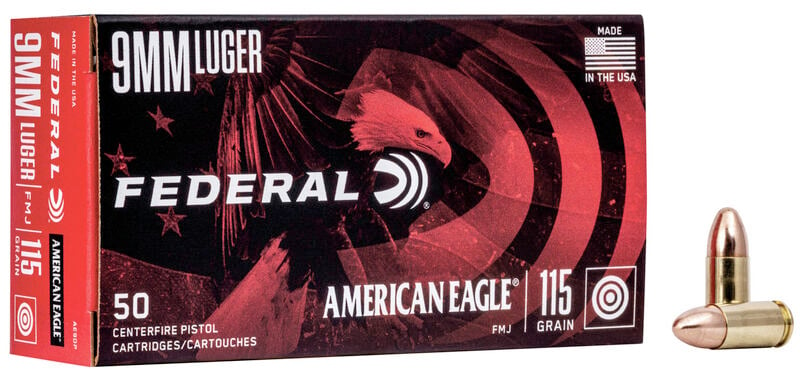 MADE IN THE USA
FEDERAL®
9MM LUGER
FMJ
115
GRAIN
AMERICAN EAGLE
AE9DP
9MM LUGER
MADE
IN THE USA
FEDERAL®
50
CENTERFIRE PISTOL
CARTRIDGES/CARTOUCHES
AMERICAN EAGLE®
FMJ
115
GRAIN